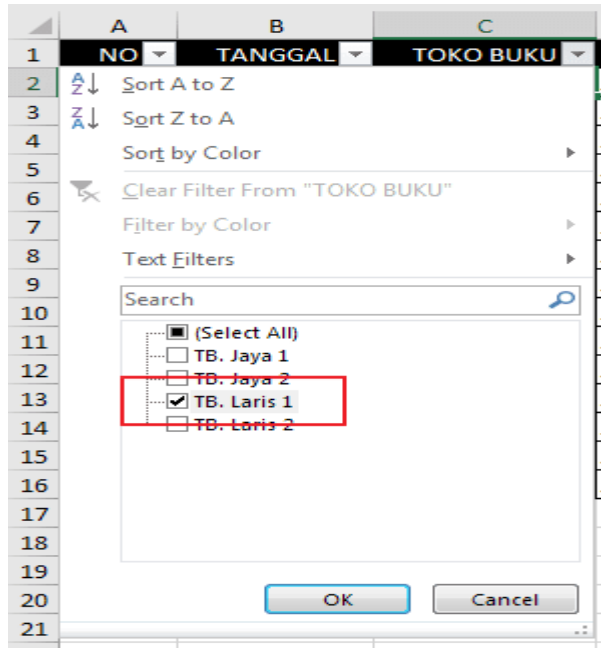 A B C
1 NO TANGGAL TOKO BUKU
2 Sort A to Z
3 Sort Z to A
4 Sort by Color
5
6 Clear Filter From "TOKO BUKU"
7 Filter by Color
8 Text Filters
9
10 Search
11 (Select All)
TB. Jaya 1
12 TB. Jaya 2
13 TB. Laris 1
14 TB. Laris 2
15
16
17
18
19
20 OK Cancel
21